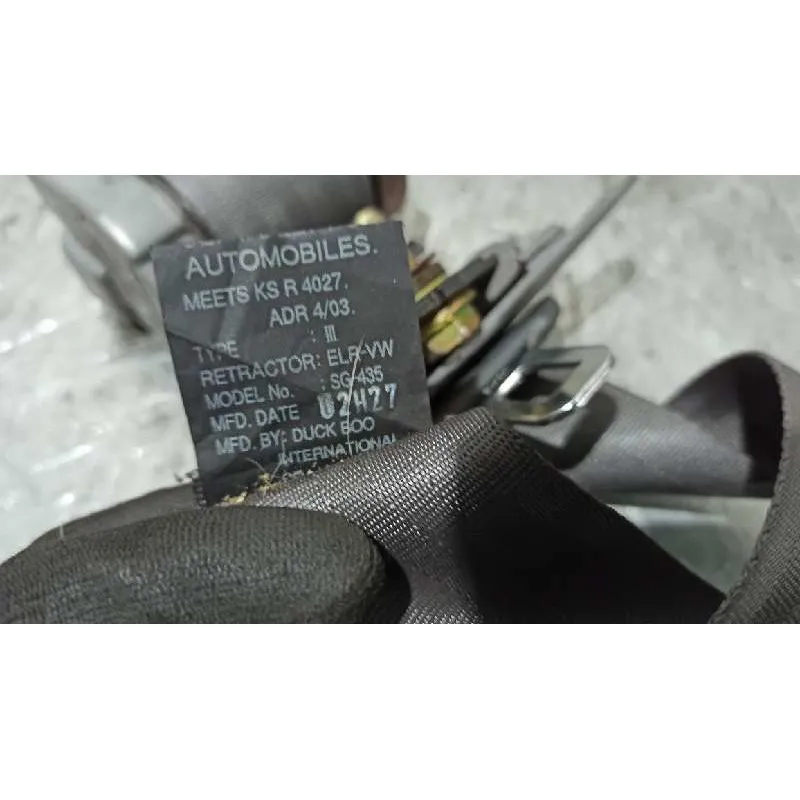 AUTOMOBILES.
MEETS KS R 4027.
ADR 4/03.
TYPE : III
RETRACTOR: ELR-VW
MODEL No. : SG-435
MFD. DATE 02H27
MFD. BY: DUCK BOO
INTERNATIONAL